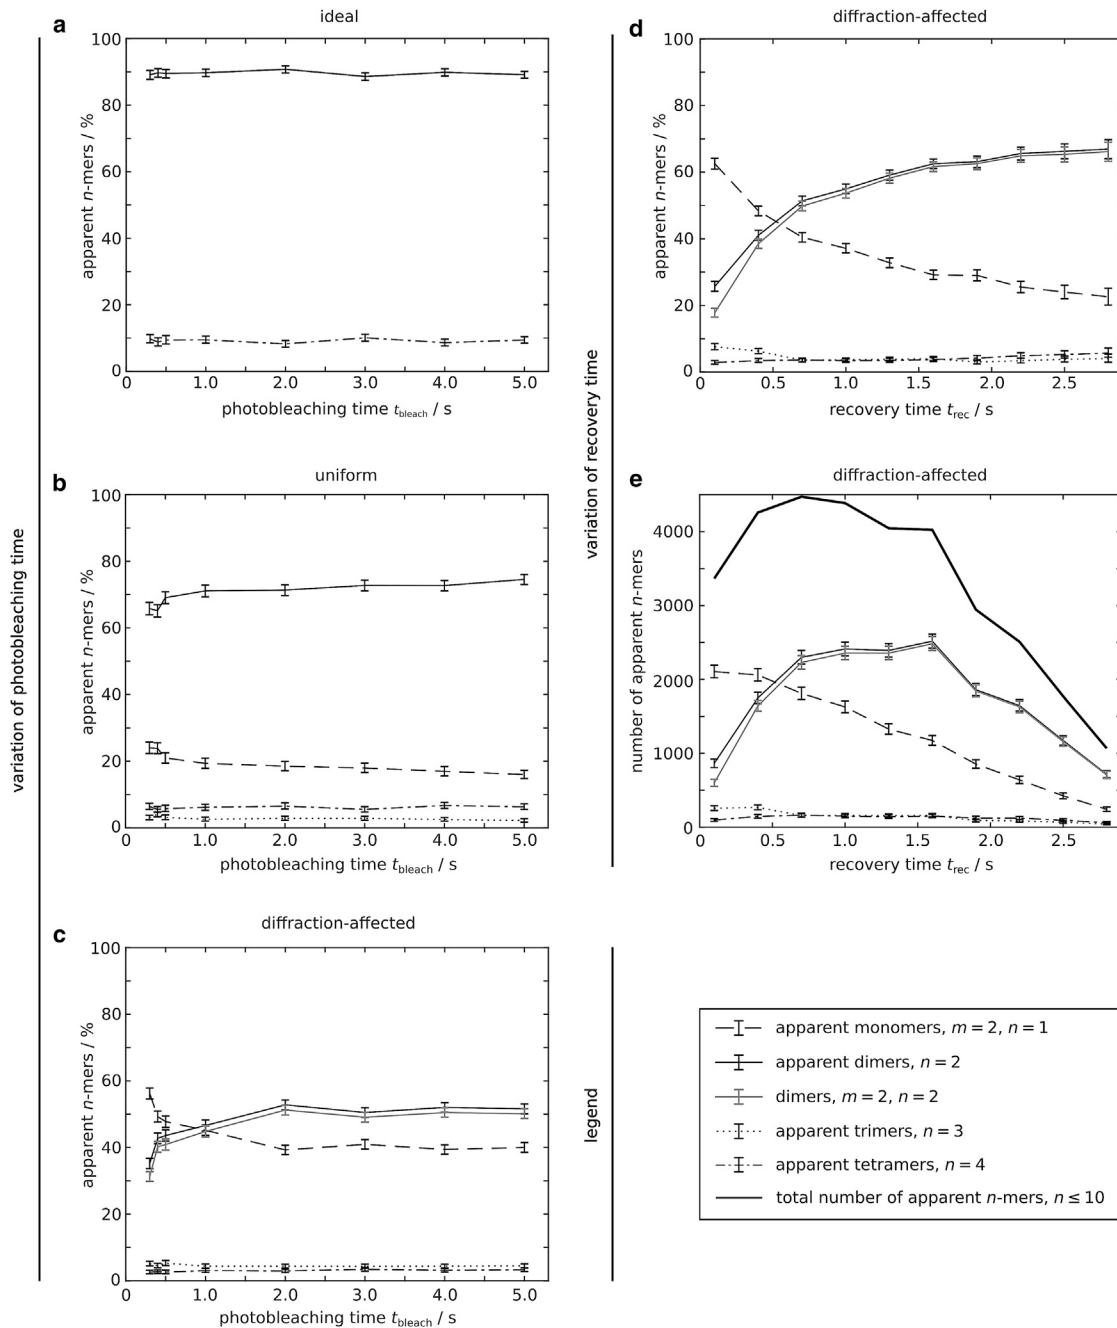 variation of photobleaching time
a
ideal
100
80
60
40
20
0
apparent n-mers / %
0 1.0 2.0 3.0 4.0 5.0
photobleaching time t_bleach / s
b
uniform
100
80
60
40
20
0
apparent n-mers / %
0 1.0 2.0 3.0 4.0 5.0
photobleaching time t_bleach / s
c
diffraction-affected
100
80
60
40
20
0
apparent n-mers / %
0 1.0 2.0 3.0 4.0 5.0
photobleaching time t_bleach / s
variation of recovery time
d
diffraction-affected
100
80
60
40
20
0
apparent n-mers / %
0 0.5 1.0 1.5 2.0 2.5
recovery time t_rec / s
e
diffraction-affected
4000
3000
2000
1000
0
number of apparent n-mers
0 0.5 1.0 1.5 2.0 2.5
recovery time t_rec / s
legend
apparent monomers, m = 2, n = 1
apparent dimers, n = 2
dimers, m = 2, n = 2
apparent trimers, n = 3
apparent tetramers, n = 4
total number of apparent n-mers, n ≤ 10